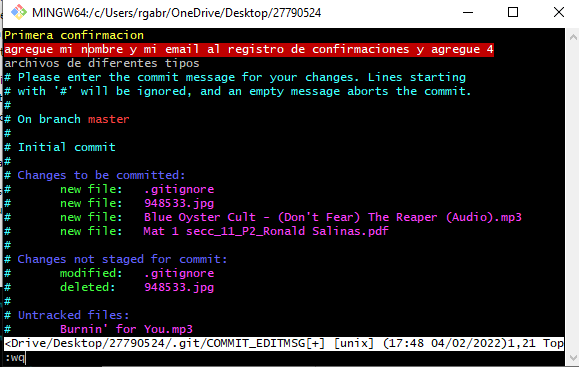 MINGW64:/c/Users/rgabr/OneDrive/Desktop/27790524
Primera confirmacion
agregue mi nombre y mi email al registro de confirmaciones y agregue 4
archivos de diferentes tipos
# Please enter the commit message for your changes. Lines starting
# with '#' will be ignored, and an empty message aborts the commit.
#
# On branch master
#
# Initial commit
#
# Changes to be committed:
#       new file:   .gitignore
#       new file:   948533.jpg
#       new file:   Blue Oyster Cult - (Don't Fear) The Reaper (Audio).mp3
#       new file:   Mat 1 secc_11_P2_Ronald Salinas.pdf
#
# Changes not staged for commit:
#       modified:   .gitignore
#       deleted:    948533.jpg
#
# Untracked files:
#       Burnin' for You.mp3
<Drive/Desktop/27790524/.git/COMMIT_EDITMSG[+] [unix] (17:48 04/02/2022)1,21 Top
:wq